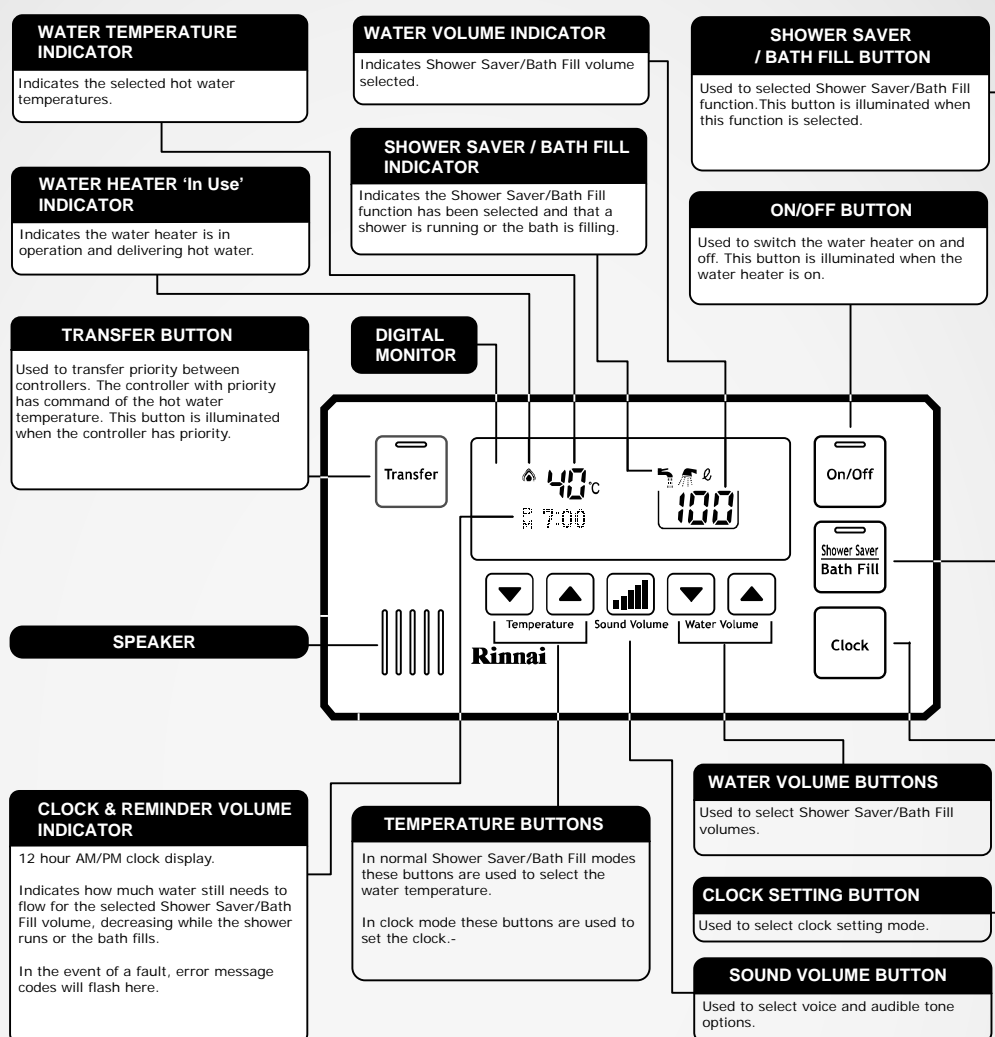 WATER TEMPERATURE
INDICATOR
Indicates the selected hot water
temperatures.
WATER HEATER ‘In Use’
INDICATOR
Indicates the water heater is in
operation and delivering hot water.
TRANSFER BUTTON
Used to transfer priority between
controllers. The controller with priority
has command of the hot water
temperature. This button is illuminated
when the controller has priority.
SPEAKER
CLOCK & REMINDER VOLUME
INDICATOR
12 hour AM/PM clock display.
Indicates how much water still needs to
flow for the selected Shower Saver/Bath
Fill volume, decreasing while the shower
runs or the bath fills.
In the event of a fault, error message
codes will flash here.
WATER VOLUME INDICATOR
Indicates Shower Saver/Bath Fill volume
selected.
SHOWER SAVER / BATH FILL
INDICATOR
Indicates the Shower Saver/Bath Fill
function has been selected and that a
shower is running or the bath is filling.
DIGITAL
MONITOR
SHOWER SAVER
/ BATH FILL BUTTON
Used to selected Shower Saver/Bath Fill
function.This button is illuminated when
this function is selected.
ON/OFF BUTTON
Used to switch the water heater on and
off. This button is illuminated when the
water heater is on.
Transfer
40°C
PM 7:00
ℓ
100
On/Off
Shower Saver
Bath Fill
Clock
Temperature
Sound Volume
Water Volume
Rinnai
TEMPERATURE BUTTONS
In normal Shower Saver/Bath Fill modes
these buttons are used to select the
water temperature.
In clock mode these buttons are used to
set the clock.-
WATER VOLUME BUTTONS
Used to select Shower Saver/Bath Fill
volumes.
CLOCK SETTING BUTTON
Used to select clock setting mode.
SOUND VOLUME BUTTON
Used to select voice and audible tone
options.